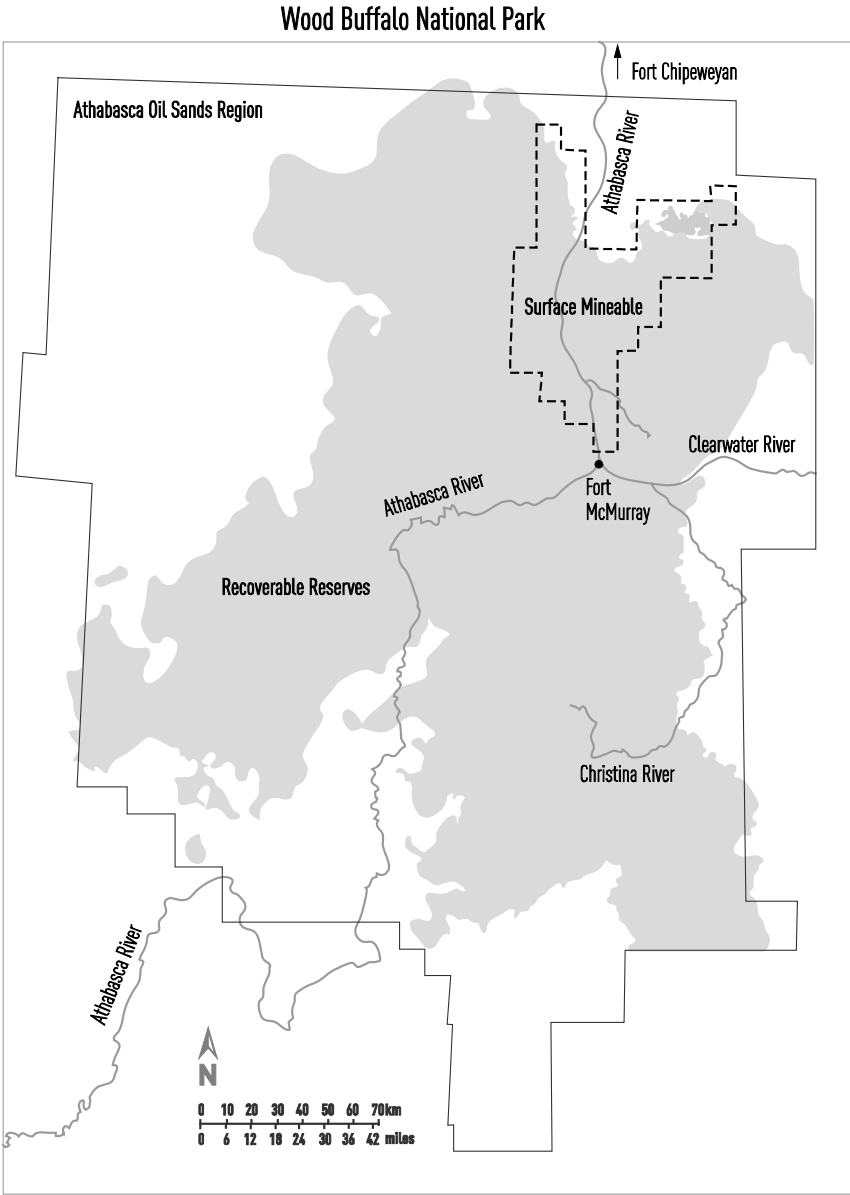 Wood Buffalo National Park
Fort Chipeweyan
Athabasca Oil Sands Region
Athabasca River
Surface Mineable
Clearwater River
Athabasca River
Fort
McMurray
Recoverable Reserves
Christina River
Athabasca River
N
0 10 20 30 40 50 60 70km
0 6 12 18 24 30 36 42 miles